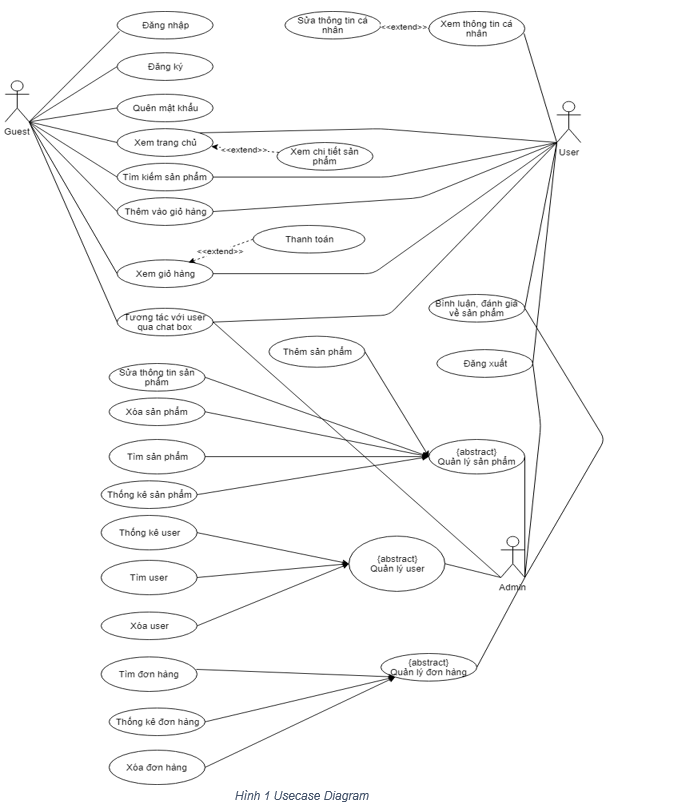 Đăng nhập
Sửa thông tin cá
nhân
<<extend>>
Xem thông tin cá
nhân
Đăng ký
Quên mật khẩu
Guest
Xem trang chủ
<<extend>>
Xem chi tiết sản
phẩm
User
Tìm kiếm sản phẩm
Thêm vào giỏ hàng
Thanh toán
<<extend>>
Xem giỏ hàng
Tương tác với user
qua chat box
Bình luận, đánh giá
về sản phẩm
Thêm sản phẩm
Đăng xuất
Sửa thông tin sản
phẩm
Xóa sản phẩm
Tìm sản phẩm
{abstract}
Quản lý sản phẩm
Thống kê sản phẩm
Thống kê user
{abstract}
Quản lý user
Tìm user
Admin
Xóa user
{abstract}
Quản lý đơn hàng
Tìm đơn hàng
Thống kê đơn hàng
Xóa đơn hàng
Hình 1 Usecase Diagram